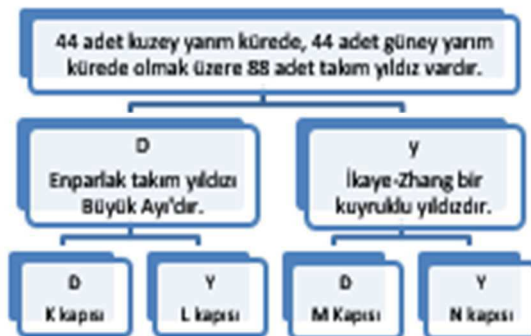 44 adet kuzey yarım kürede, 44 adet güney yarım
kürede olmak üzere 88 adet takım yıldız vardır.
D
Enparlak takım yıldızı
Büyük Ayı'dır.
y
İkaye-Zhang bir
kuyruklu yıldızdır.
D
K kapısı
Y
L kapısı
D
M Kapısı
Y
N kapısı